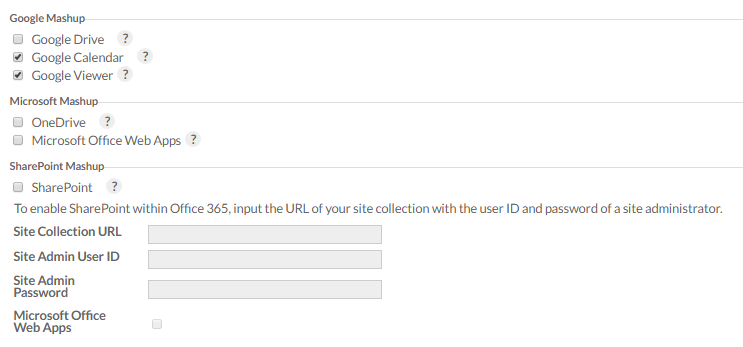 Google Mashup
Google Drive ?
Google Calendar ?
Google Viewer ?
Microsoft Mashup
OneDrive ?
Microsoft Office Web Apps ?
SharePoint Mashup
SharePoint ?
To enable SharePoint within Office 365, input the URL of your site collection with the user ID and password of a site administrator.
Site Collection URL
Site Admin User ID
Site Admin
Password
Microsoft Office
Web Apps